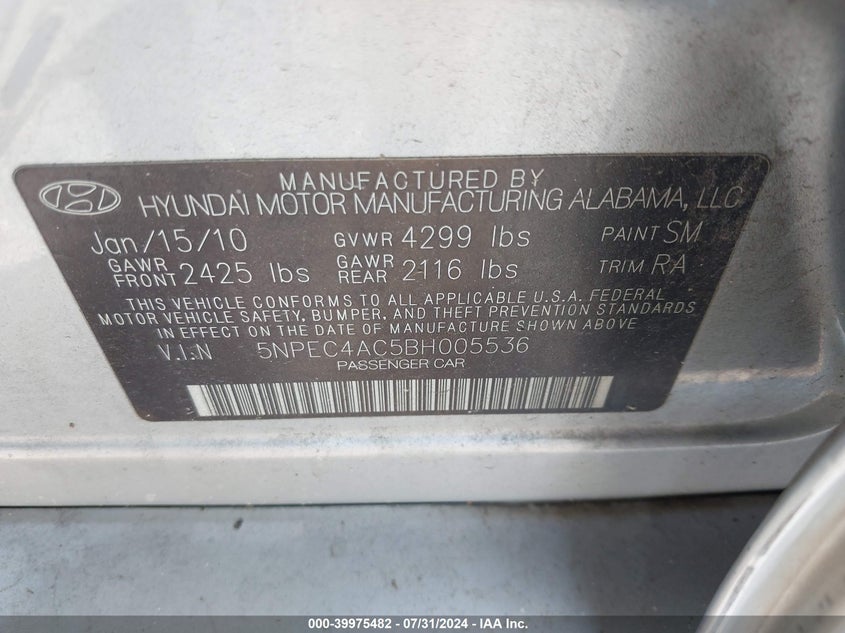 MANUFACTURED BY
HYUNDAI MOTOR MANUFACTURING ALABAMA, LLC
Jan/15/10 GVWR 4299 lbs PAINT SM
GAWR FRONT 2425 lbs GAWR REAR 2116 lbs TRIM RA
THIS VEHICLE CONFORMS TO ALL APPLICABLE U.S.A. FEDERAL
MOTOR VEHICLE SAFETY, BUMPER, AND THEFT PREVENTION STANDARDS
IN EFFECT ON THE DATE OF MANUFACTURE SHOWN ABOVE
V.I.N 5NPEC4AC5BH005536
PASSENGER CAR
000-39975482 - 07/31/2024 - IAA Inc.